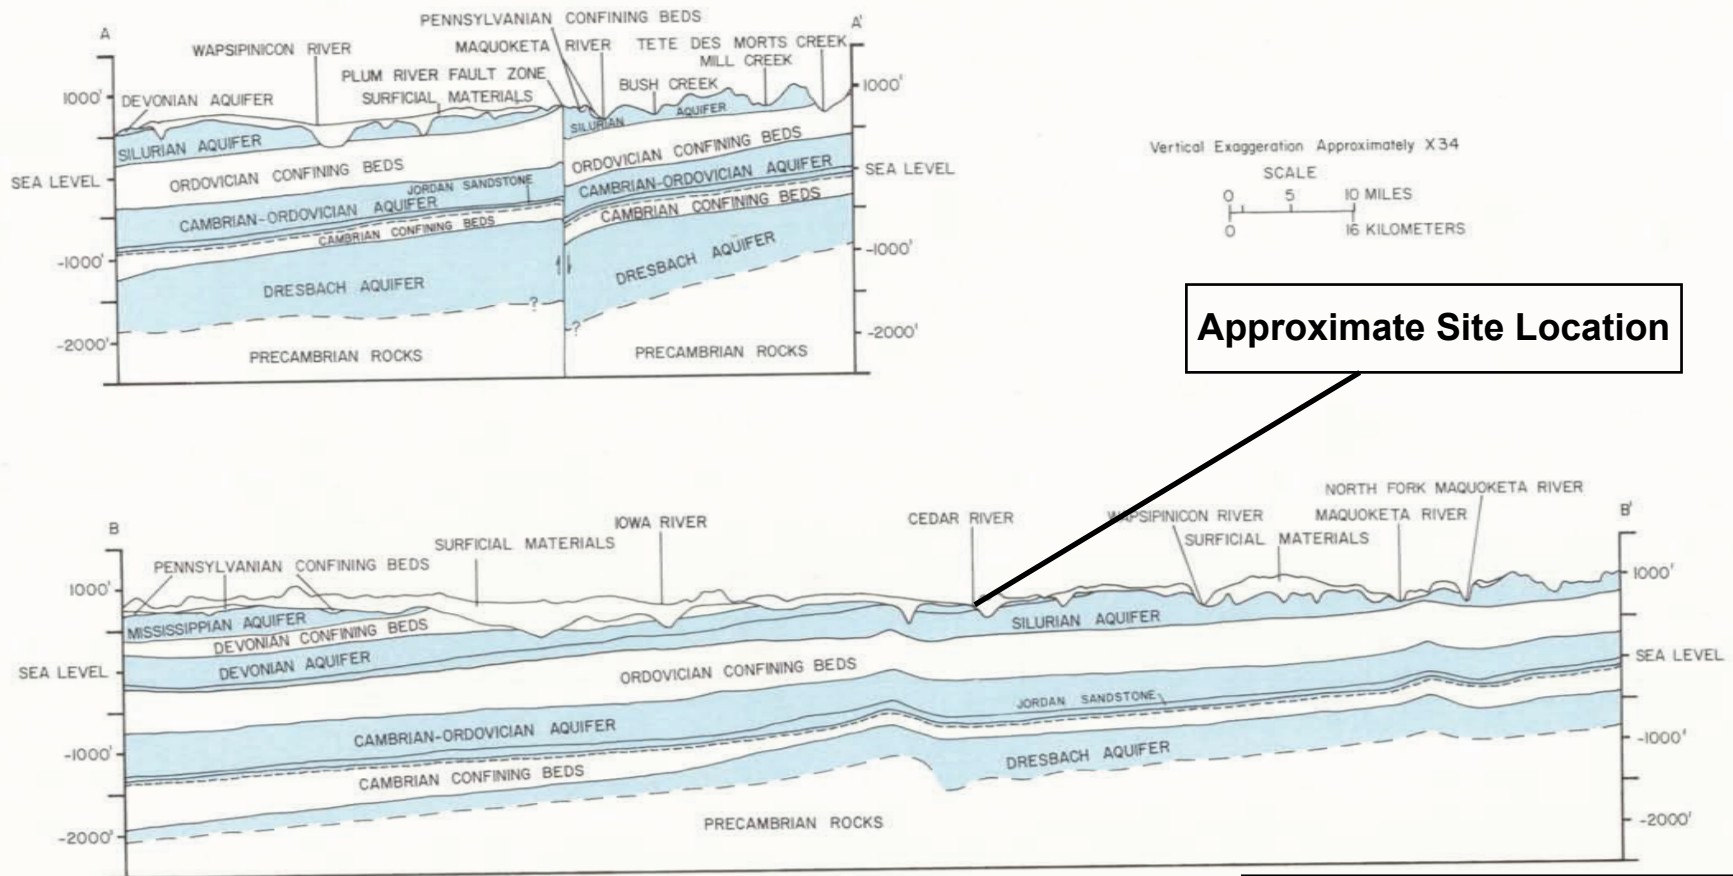 A
PENNSYLVANIAN CONFINING BEDS
A'
WAPSIPINICON RIVER
MAQUOKETA RIVER
TETE DES MORTS CREEK
MILL CREEK
PLUM RIVER FAULT ZONE
BUSH CREEK
1000'
DEVONIAN AQUIFER
SURFICIAL MATERIALS
1000'
SILURIAN AQUIFER
SILURIAN AQUIFER
ORDOVICIAN CONFINING BEDS
ORDOVICIAN CONFINING BEDS
SEA LEVEL
SEA LEVEL
JORDAN SANDSTONE
CAMBRIAN-ORDOVICIAN AQUIFER
CAMBRIAN-ORDOVICIAN AQUIFER
CAMBRIAN CONFINING BEDS
CAMBRIAN CONFINING BEDS
-1000'
-1000'
DRESBACH AQUIFER
DRESBACH AQUIFER
?
?
-2000'
-2000'
PRECAMBRIAN ROCKS
PRECAMBRIAN ROCKS
Vertical Exaggeration Approximately X34
SCALE
0 5 10 MILES
0 16 KILOMETERS
Approximate Site Location
B
IOWA RIVER
CEDAR RIVER
NORTH FORK MAQUOKETA RIVER
B'
SURFICIAL MATERIALS
WAPSIPINICON RIVER
MAQUOKETA RIVER
SURFICIAL MATERIALS
PENNSYLVANIAN CONFINING BEDS
1000'
1000'
MISSISSIPPIAN AQUIFER
SILURIAN AQUIFER
DEVONIAN CONFINING BEDS
DEVONIAN AQUIFER
SEA LEVEL
SEA LEVEL
ORDOVICIAN CONFINING BEDS
JORDAN SANDSTONE
CAMBRIAN-ORDOVICIAN AQUIFER
-1000'
-1000'
DRESBACH AQUIFER
CAMBRIAN CONFINING BEDS
-2000'
-2000'
PRECAMBRIAN ROCKS